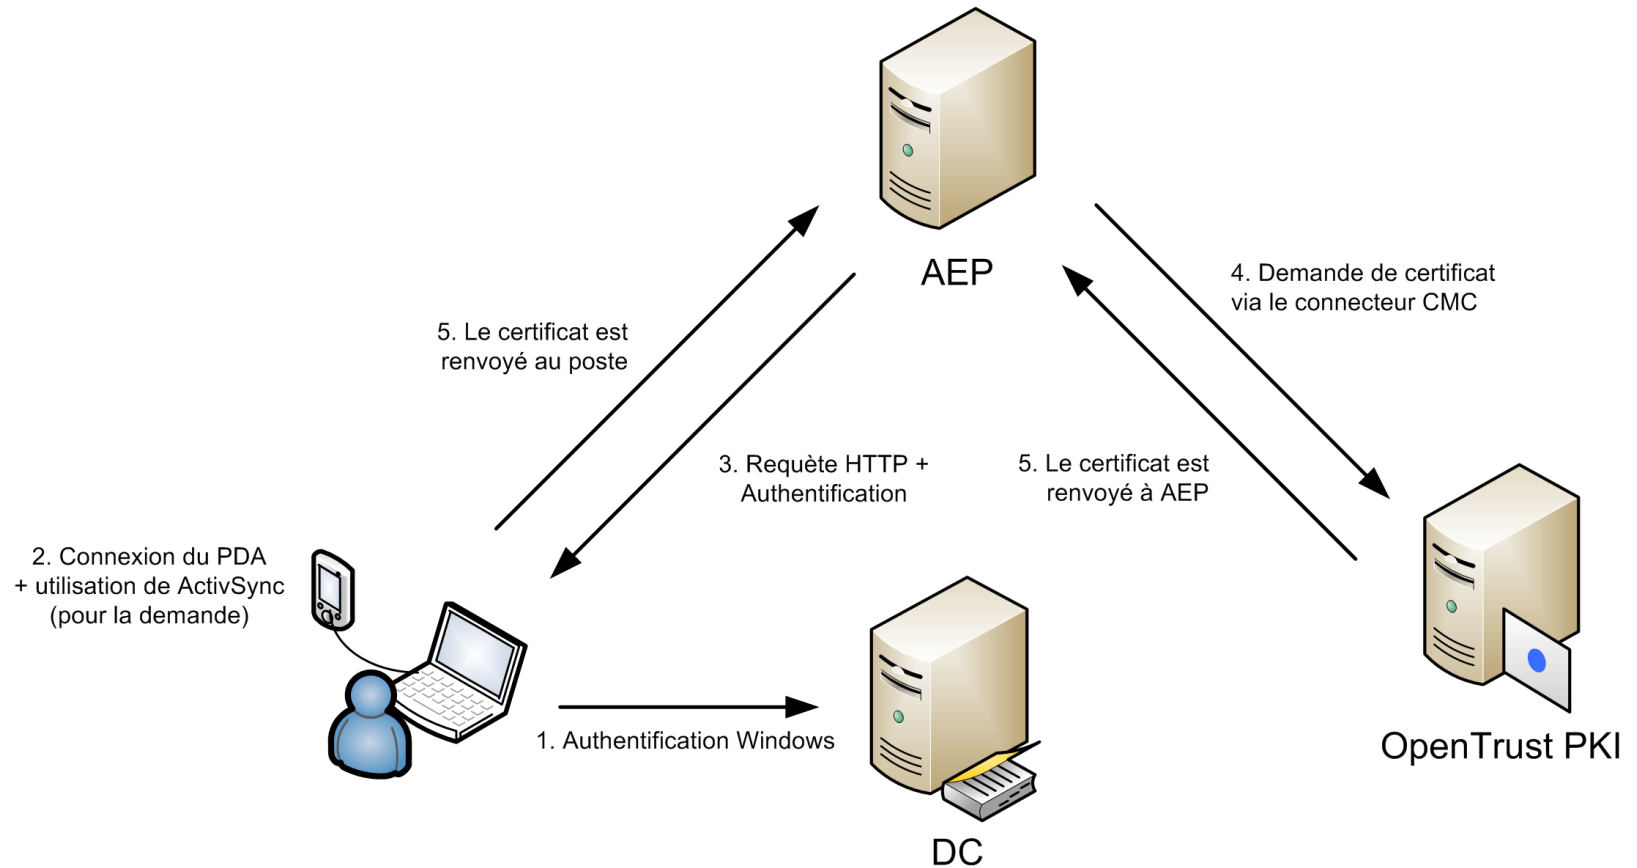 AEP
4. Demande de certificat
via le connecteur CMC
5. Le certificat est
renvoyé au poste
3. Requète HTTP +
Authentification
5. Le certificat est
renvoyé à AEP
2. Connexion du PDA
+ utilisation de ActivSync
(pour la demande)
1. Authentification Windows
OpenTrust PKI
DC